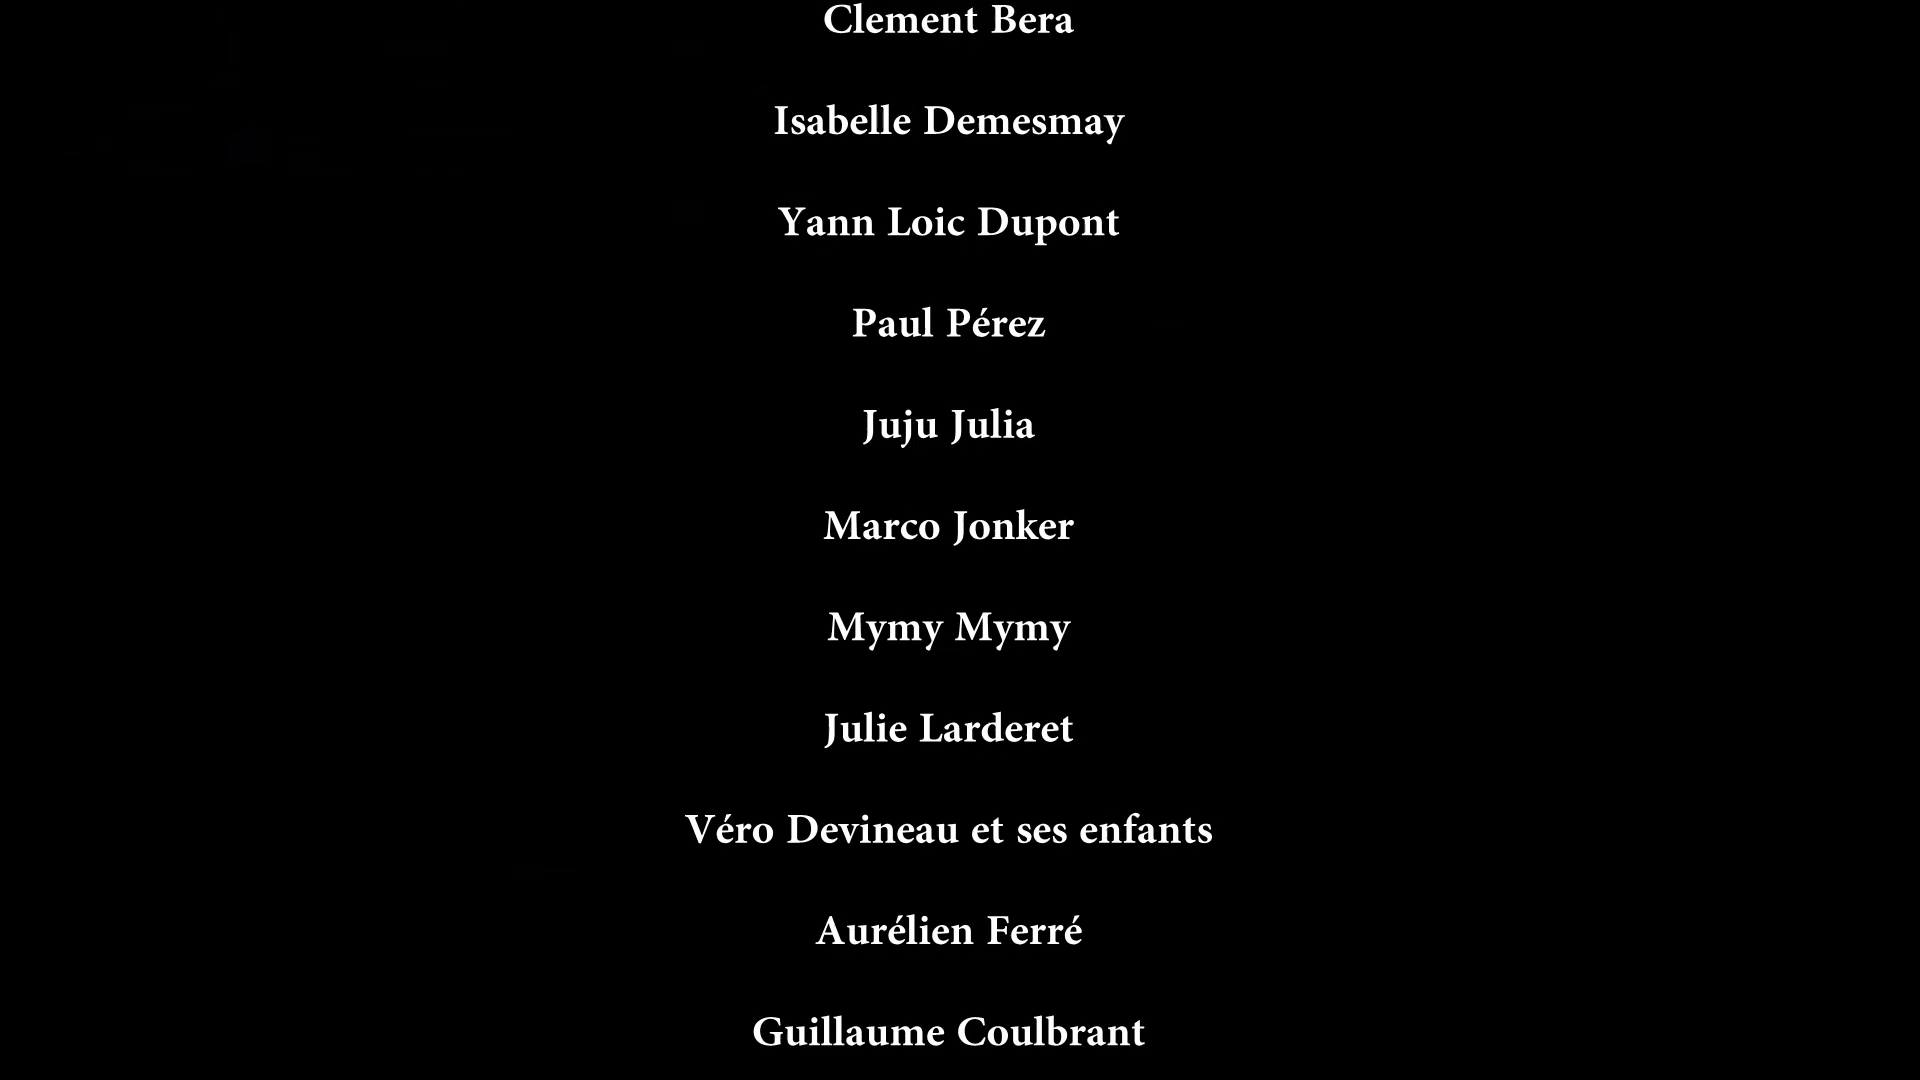 Clement Bera
Isabelle Demesmay
Yann Loic Dupont
Paul Pérez
Juju Julia
Marco Jonker
Mymy Mymy
Julie Larderet
Véro Devineau et ses enfants
Aurélien Ferré
Guillaume Coulbrant